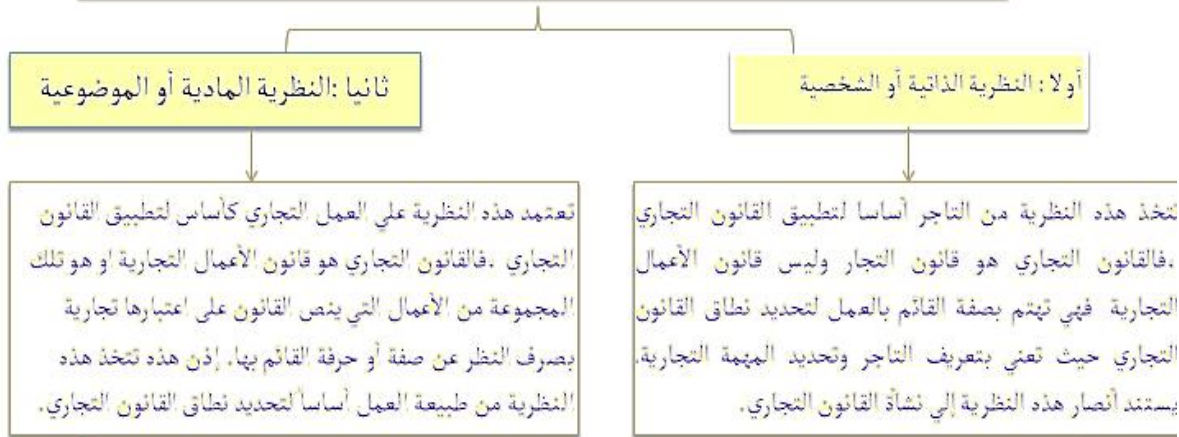 أولا : النظرية الذاتية أو الشخصية
تتخذ هذه النظرية من التاجر أساسا لتطبيق القانون التجاري
.فالقانون التجاري هو قانون التجار وليس قانون الأعمال
التجارية فهي تهتم بصفة القائم بالعمل لتحديد نطاق القانون
التجاري حيث تعني بتعريف التاجر وتحديد المهمة التجارية.
يستند أنصار هذه النظرية إلي نشأة القانون التجاري.
ثانيا :النظرية المادية أو الموضوعية
تعتمد هذه النظرية علي العمل التجاري كأساس لتطبيق القانون
التجاري .فالقانون التجاري هو قانون الأعمال التجارية او هو تلك
المجموعة من الأعمال التي ينص القانون على اعتبارها تجارية
بصرف النظر عن صفة أو حرفة القائم بها. إذن هذه تتخذ هذه
النظرية من طبيعة العمل أساساً لتحديد نطاق القانون التجاري.